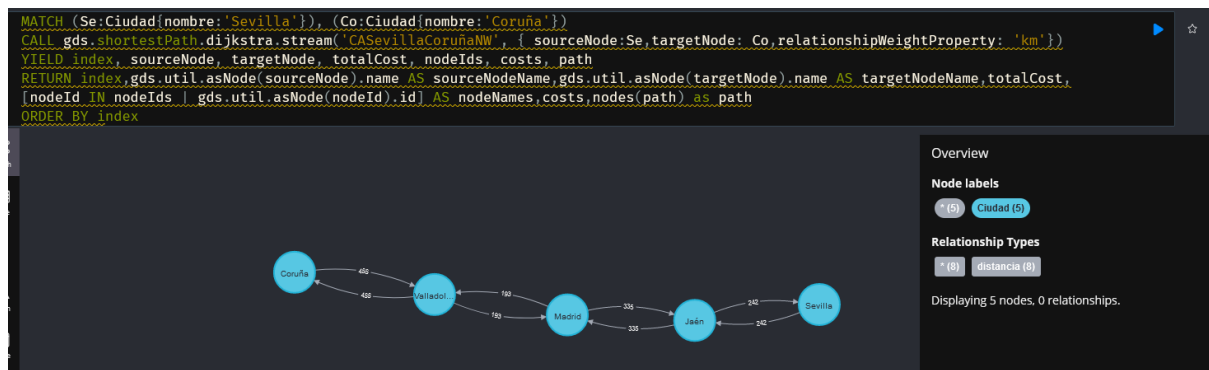 MATCH (Se:Ciudad{nombre:'Sevilla'}), (Co:Ciudad{nombre:'Coruña'})
CALL gds.shortestPath.dijkstra.stream('CASevillaCoruñaNW', { sourceNode:Se,targetNode: Co,relationshipWeightProperty: 'km'})
YIELD index, sourceNode, targetNode, totalCost, nodeIds, costs, path
RETURN index,gds.util.asNode(sourceNode).name AS sourceNodeName,gds.util.asNode(targetNode).name AS targetNodeName,totalCost,
[nodeId IN nodeIds | gds.util.asNode(nodeId).id] AS nodeNames,costs,nodes(path) as path
ORDER BY index
Overview
Node labels
* (5) Ciudad (5)
Relationship Types
* (8) distancia (8)
Displaying 5 nodes, 0 relationships.
Coruña
455
455
Valladol...
193
193
Madrid
335
335
Jaén
242
242
Sevilla